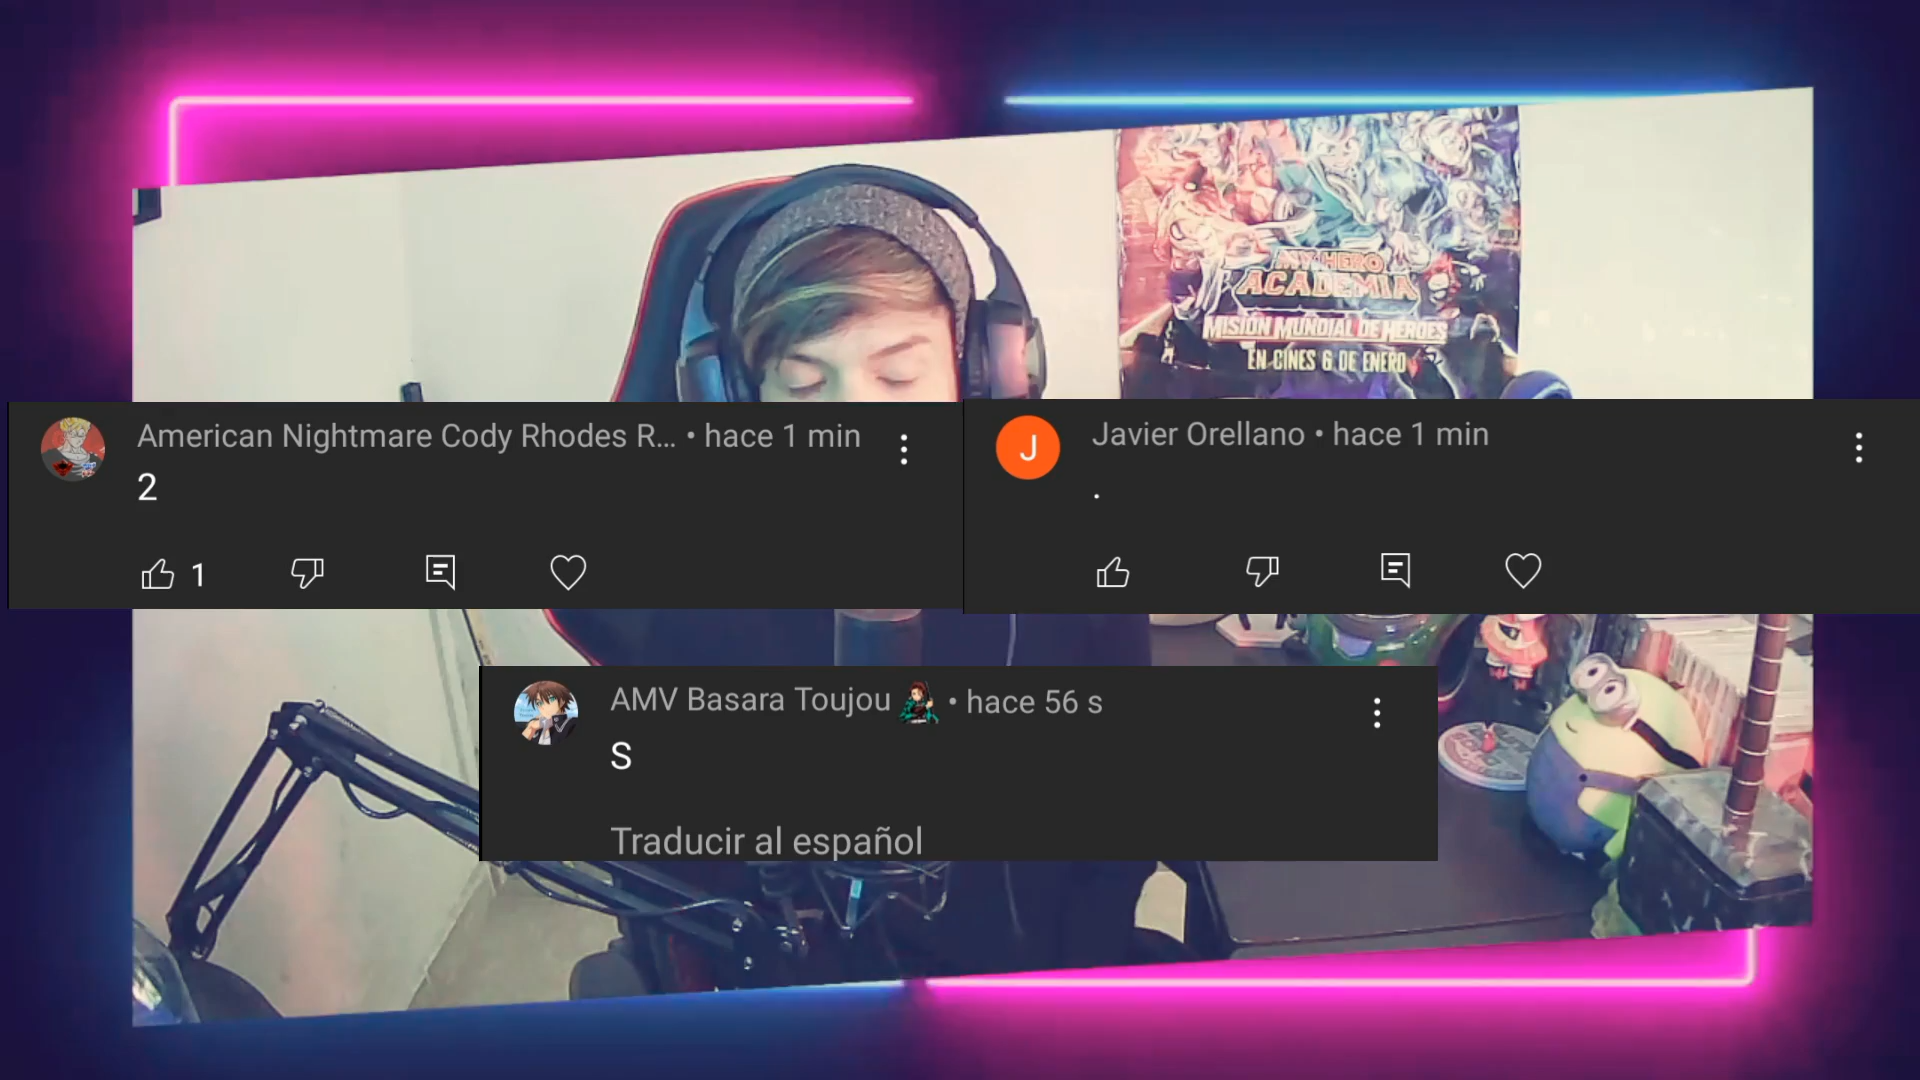 MY HERO
ACADEMIA
MISIÓN MUNDIAL DE HÉROES
EN CINES 6 DE ENERO
American Nightmare Cody Rhodes R... • hace 1 min
2
1
J
Javier Orellano • hace 1 min
.
AMV Basara Toujou • hace 56 s
S
Traducir al español